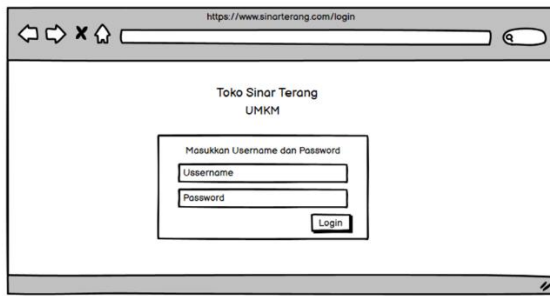 https://www.sinarterang.com/login
Toko Sinar Terang
UMKM
Masukkan Username dan Password
Ussername
Password
Login